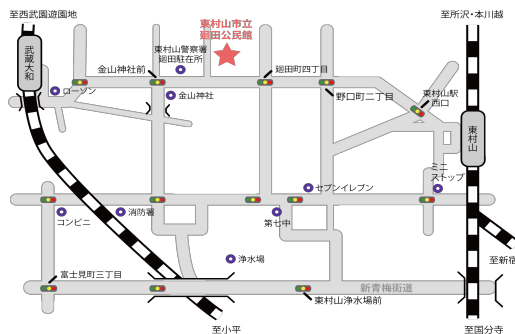 至西武園遊園地
東村山市立
廻田公民館
至所沢・本川越
武蔵大和
東村山警察署
廻田駐在所
金山神社前
廻田町四丁目
ローソン
金山神社
野口町二丁目
東村山駅
西口
東村山
ミニ
ストップ
セブンイレブン
コンビニ
消防署
第七中
浄水場
至新宿
富士見町三丁目
新青梅街道
東村山浄水場前
至小平
至国分寺